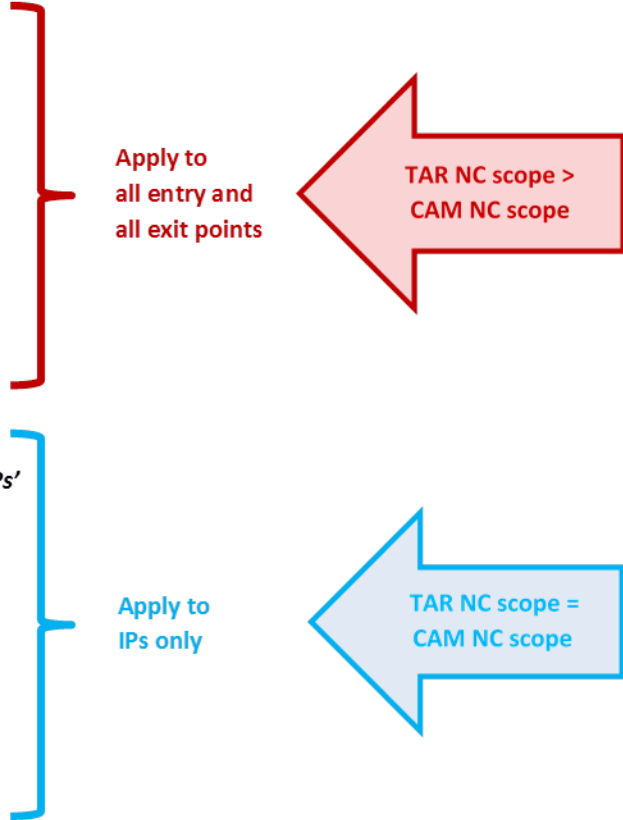 Apply to
all entry and
all exit points
TAR NC scope >
CAM NC scope
Ps’
Apply to
IPs only
TAR NC scope =
CAM NC scope